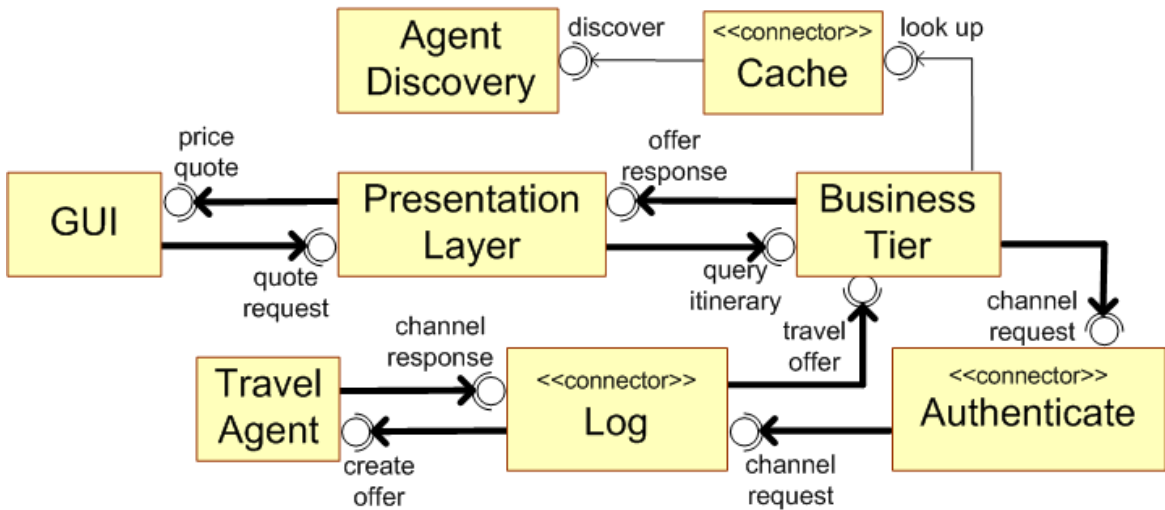 Agent
Discovery
discover
<<connector>>
Cache
look up
price
quote
offer
response
GUI
Presentation
Layer
Business
Tier
quote
request
query
itinerary
channel
request
channel
response
travel
offer
Travel
Agent
<<connector>>
Log
<<connector>>
Authenticate
create
offer
channel
request